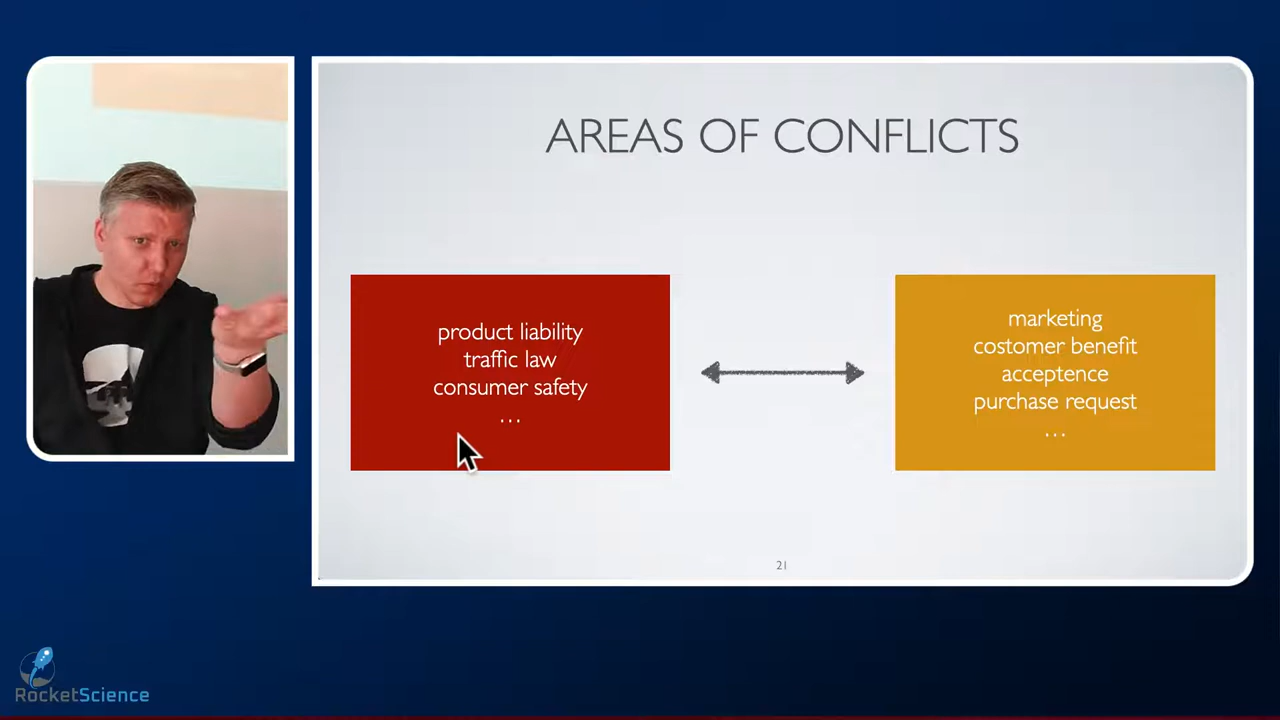 AREAS OF CONFLICTS
product liability
traffic law
consumer safety
...
marketing
costomer benefit
acceptence
purchase request
...
21
RocketScience